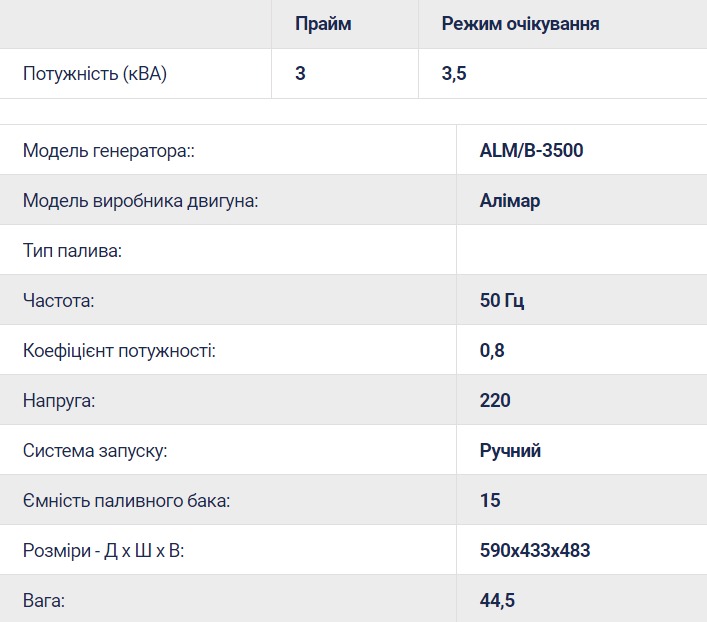 Прайм Режим очікування
Потужність (кВА) 3 3,5
Модель генератора:: ALM/B-3500
Модель виробника двигуна: Алімар
Тип палива:
Частота: 50 Гц
Коефіцієнт потужності: 0,8
Напруга: 220
Система запуску: Ручний
Ємність паливного бака: 15
Розміри - Д х Ш х В: 590x433x483
Вага: 44,5